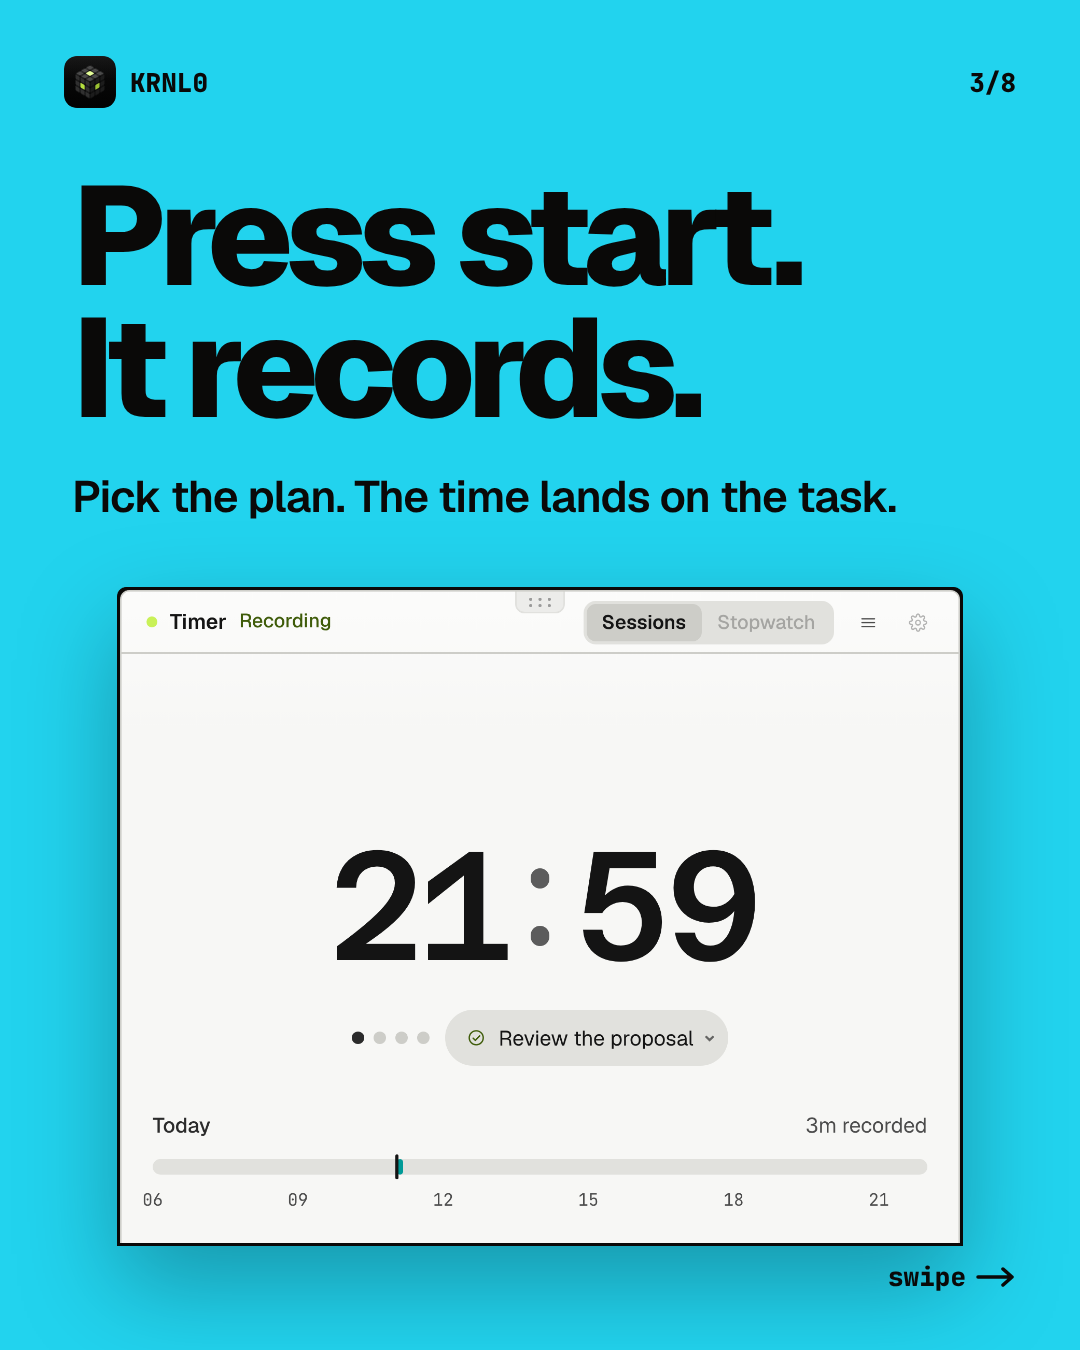 KRNL0
3/8
Press start.
It records.
Pick the plan. The time lands on the task.
Timer Recording
Sessions Stopwatch
21:59
Review the proposal
Today
3m recorded
06 09 12 15 18 21
swipe →